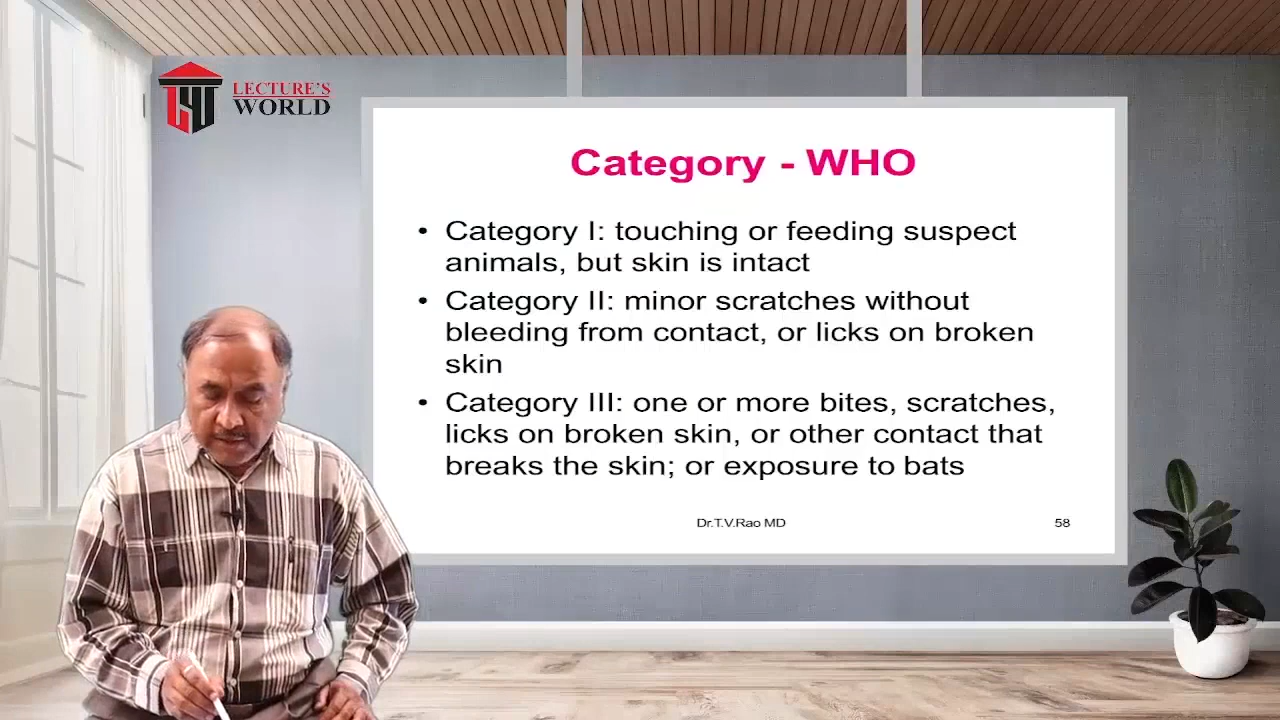 LECTURE'S
WORLD
Category - WHO
• Category I: touching or feeding suspect
animals, but skin is intact
• Category II: minor scratches without
bleeding from contact, or licks on broken
skin
• Category III: one or more bites, scratches,
licks on broken skin, or other contact that
breaks the skin; or exposure to bats
Dr.T.V.Rao MD
58